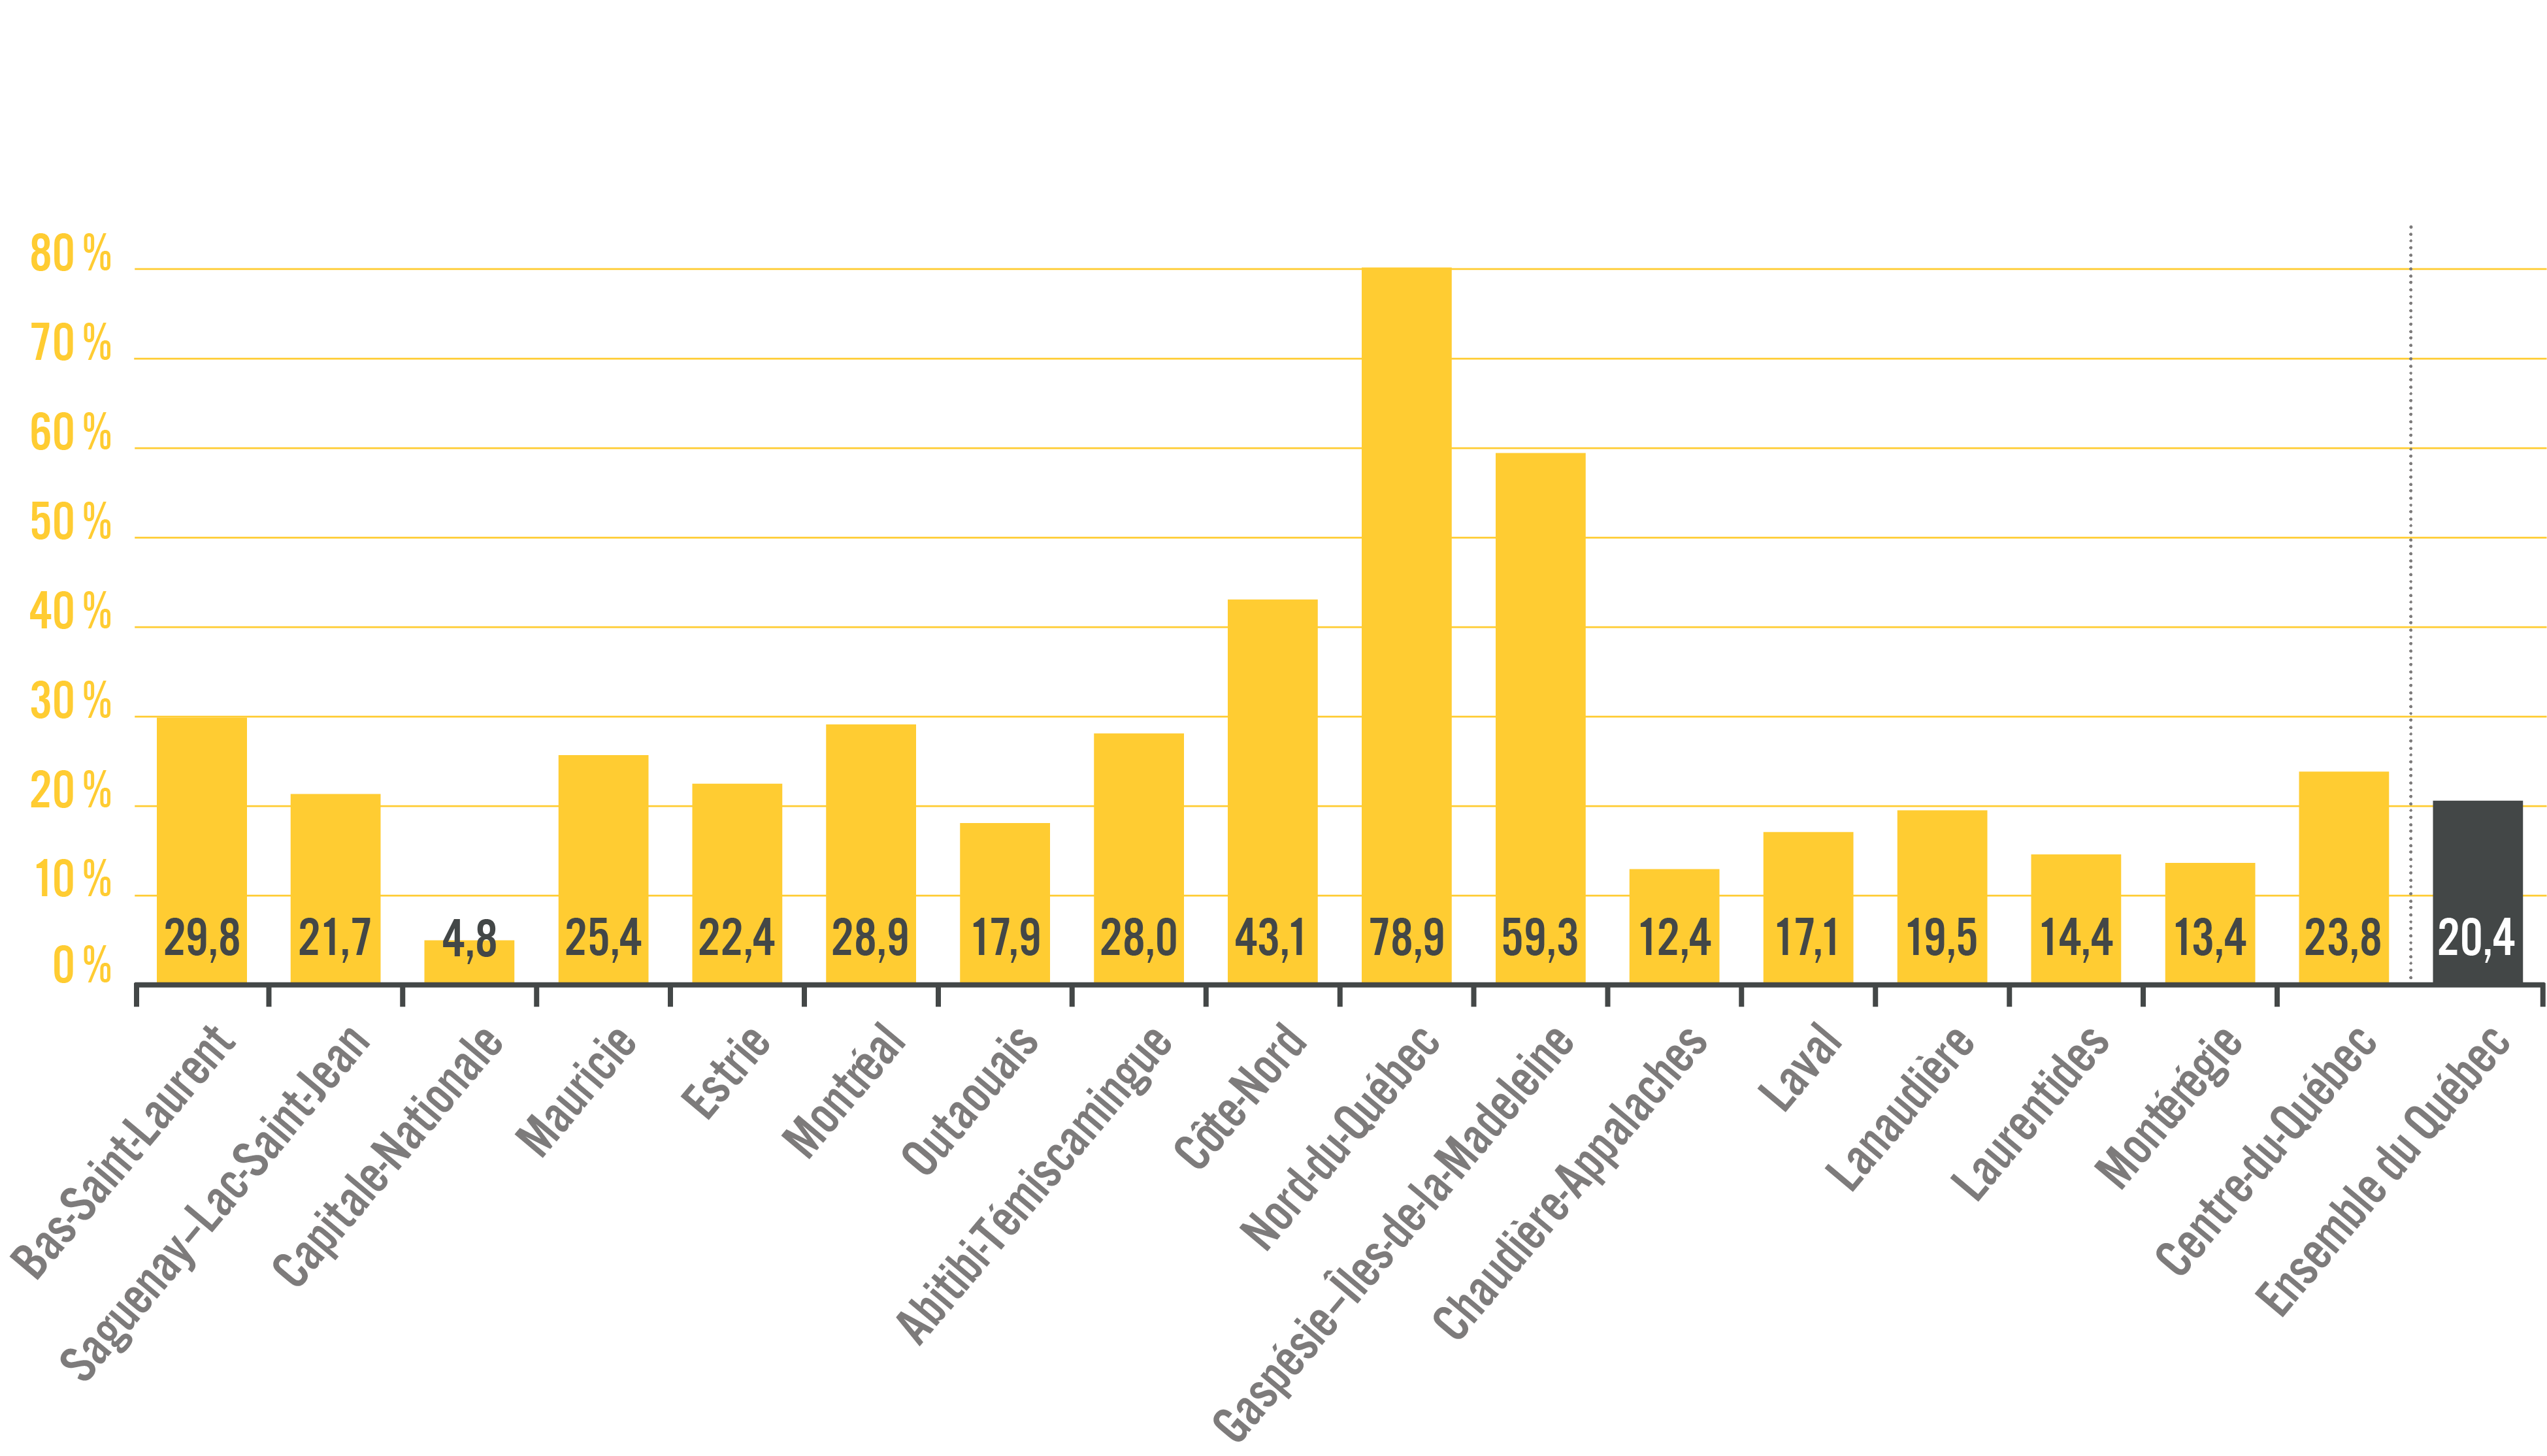 80 %
70 %
60 %
50 %
40 %
30 %
20 %
10 %
0 %
29,8
21,7
4,8
25,4
22,4
28,9
17,9
28,0
43,1
78,9
59,3
12,4
17,1
19,5
14,4
13,4
23,8
20,4
Bas-Saint-Laurent
Saguenay–Lac-Saint-Jean
Capitale-Nationale
Mauricie
Estrie
Montréal
Outaouais
Abitibi-Témiscamingue
Côte-Nord
Nord-du-Québec
Gaspésie–Îles-de-la-Madeleine
Chaudière-Appalaches
Laval
Lanaudière
Laurentides
Montérégie
Centre-du-Québec
Ensemble du Québec